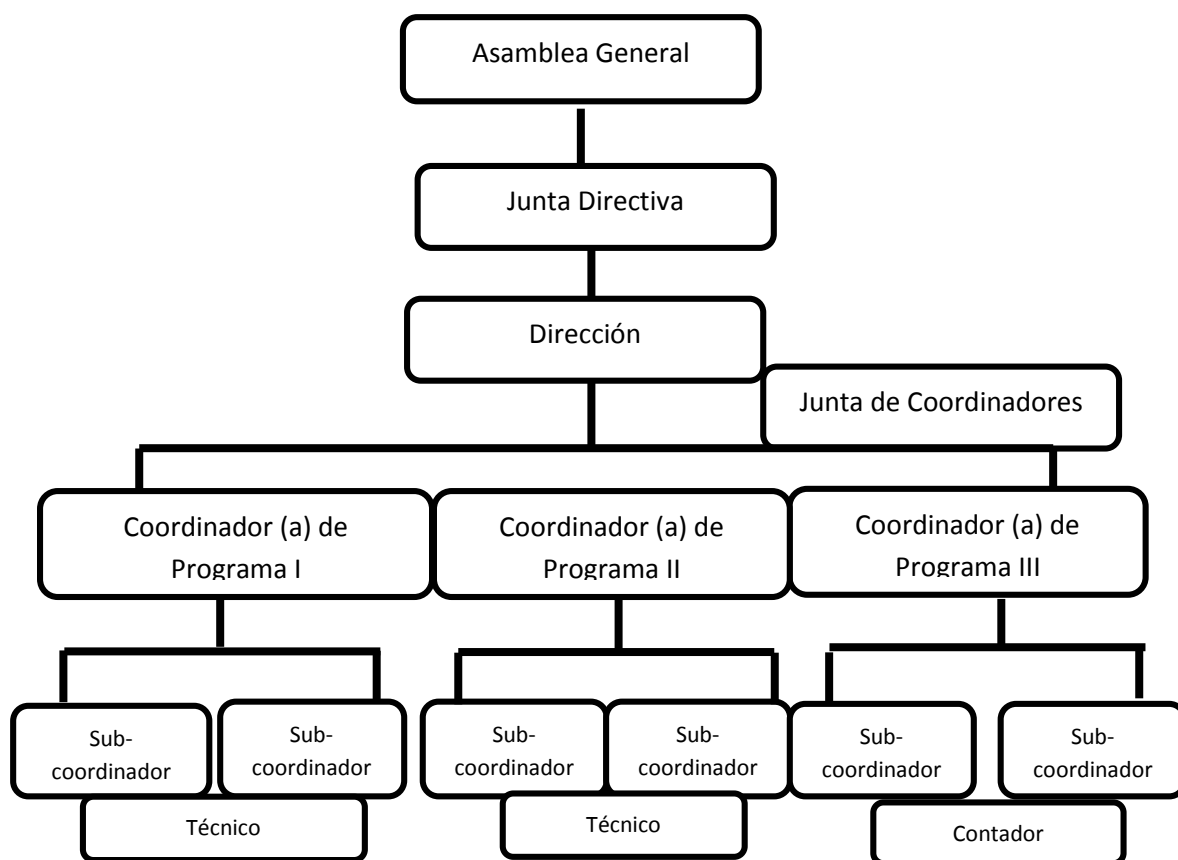 Asamblea General
Junta Directiva
Dirección
Junta de Coordinadores
Coordinador (a) de
Programa I
Coordinador (a) de
Programa II
Coordinador (a) de
Programa III
Sub-
coordinador
Sub-
coordinador
Sub-
coordinador
Sub-
coordinador
Sub-
coordinador
Sub-
coordinador
Técnico
Técnico
Contador